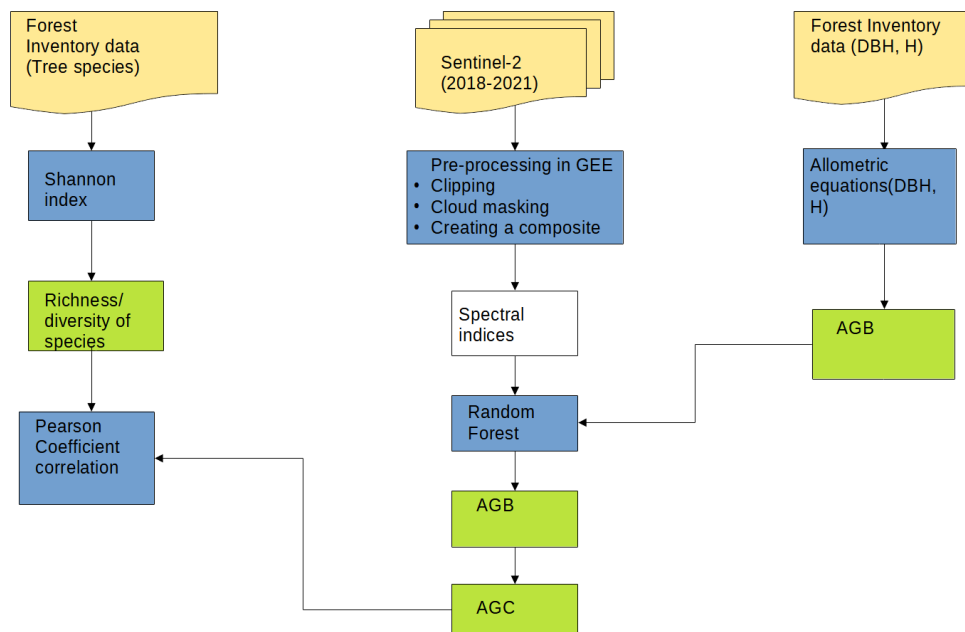 Forest
Inventory data
(Tree species)
Sentinel-2
(2018-2021)
Forest Inventory
data (DBH, H)
Shannon
index
Pre-processing in GEE
• Clipping
• Cloud masking
• Creating a composite
Allometric
equations(DBH,
H)
Richness/
diversity of
species
Spectral
indices
AGB
Pearson
Coefficient
correlation
Random
Forest
AGB
AGC